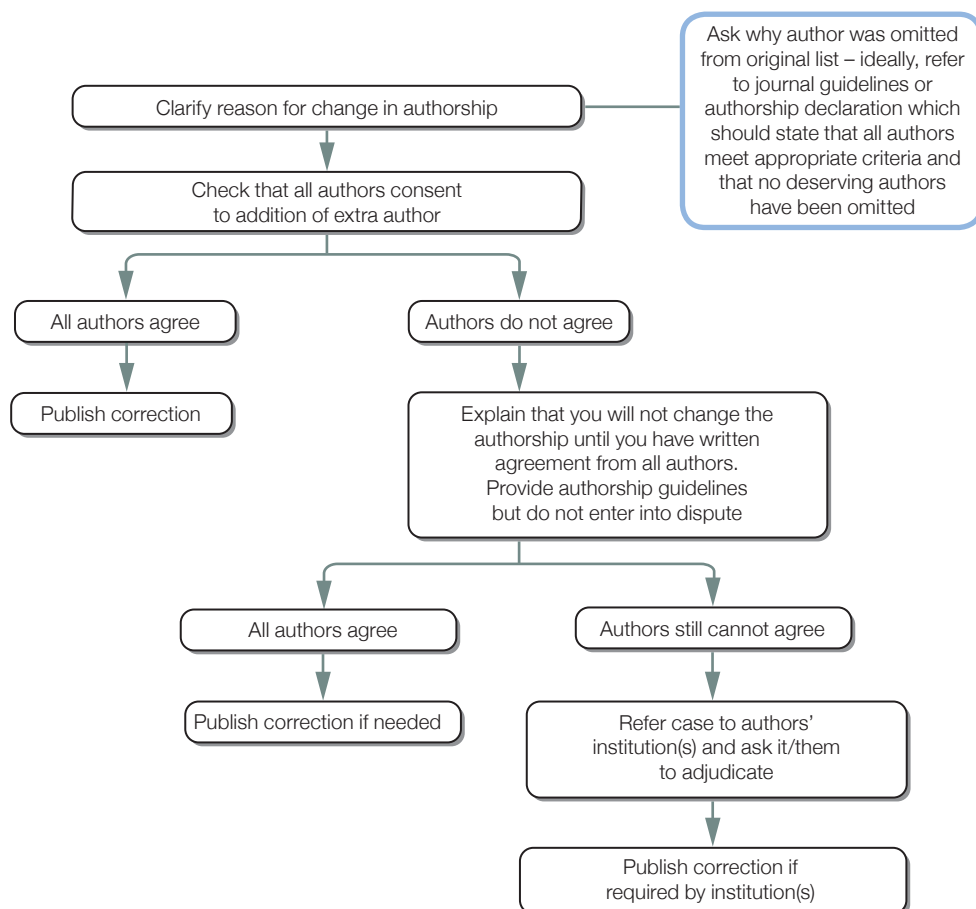 Ask why author was omitted
from original list – ideally, refer
to journal guidelines or
authorship declaration which
should state that all authors
meet appropriate criteria and
that no deserving authors
have been omitted
Clarify reason for change in authorship
Check that all authors consent
to addition of extra author
All authors agree
Authors do not agree
Publish correction
Explain that you will not change the
authorship until you have written
agreement from all authors.
Provide authorship guidelines
but do not enter into dispute
All authors agree
Authors still cannot agree
Publish correction if needed
Refer case to authors’
institution(s) and ask it/them
to adjudicate
Publish correction if
required by institution(s)